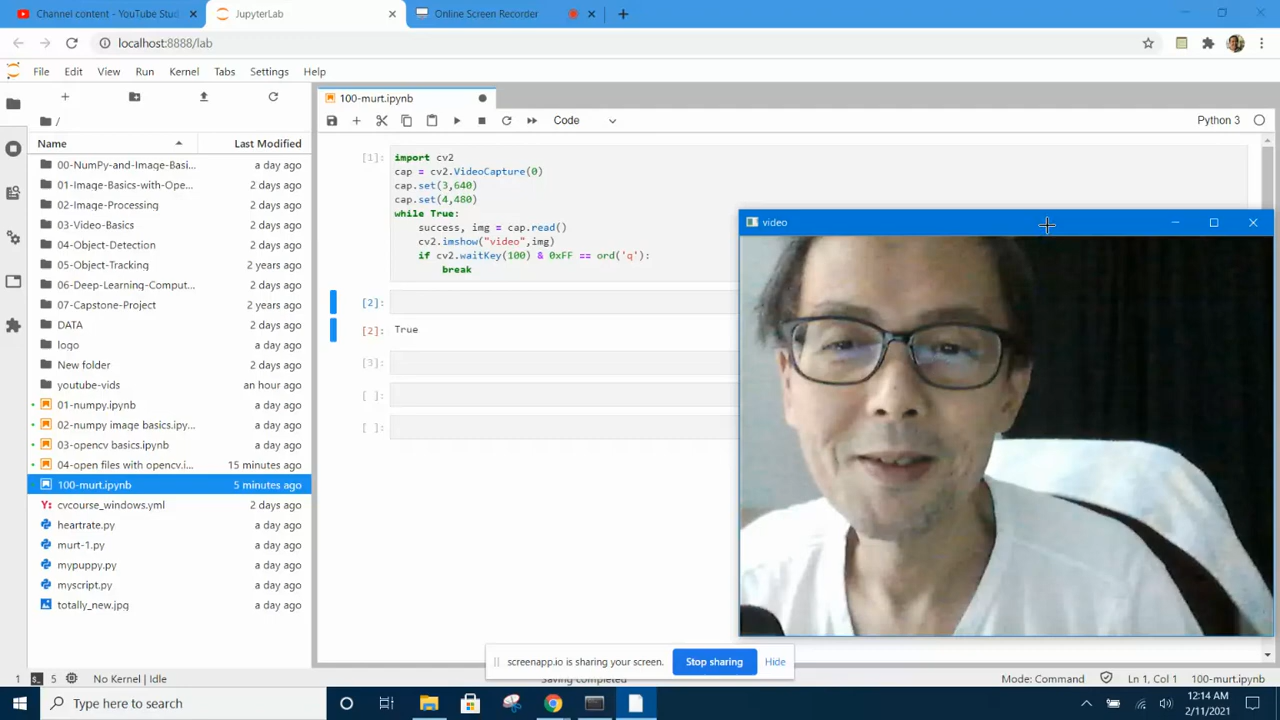 Channel content - YouTube Stud
JupyterLab
Online Screen Recorder
localhost:8888/lab
File Edit View Run Kernel Tabs Settings Help
100-murt.ipynb
Code
Python 3
/
Name
Last Modified
00-NumPy-and-Image-Basi... a day ago
01-Image-Basics-with-Ope... 2 days ago
02-Image-Processing 2 days ago
03-Video-Basics 2 days ago
04-Object-Detection 2 days ago
05-Object-Tracking 2 years ago
06-Deep-Learning-Comput... 2 days ago
07-Capstone-Project 2 years ago
DATA 2 days ago
logo a day ago
New folder 2 days ago
youtube-vids an hour ago
01-numpy.ipynb a day ago
02-numpy image basics.ipy... a day ago
03-opencv basics.ipynb a day ago
04-open files with opencv.i... 15 minutes ago
100-murt.ipynb 5 minutes ago
Y: cvcourse_windows.yml 2 days ago
heartrate.py a day ago
murt-1.py a day ago
mypuppy.py a day ago
myscript.py a day ago
totally_new.jpg a day ago
[1]: import cv2
cap = cv2.VideoCapture(0)
cap.set(3,640)
cap.set(4,480)
while True:
success, img = cap.read()
cv2.imshow("video",img)
if cv2.waitKey(100) & 0xFF == ord('q'):
break
[2]:
[2]: True
[3]:
[ ]:
[ ]:
video
screenapp.io is sharing your screen. Stop sharing Hide
1 5 No Kernel | Idle
Saving completed
Mode: Command Ln 1, Col 1 100-murt.ipynb
Type here to search
12:14 AM
2/11/2021